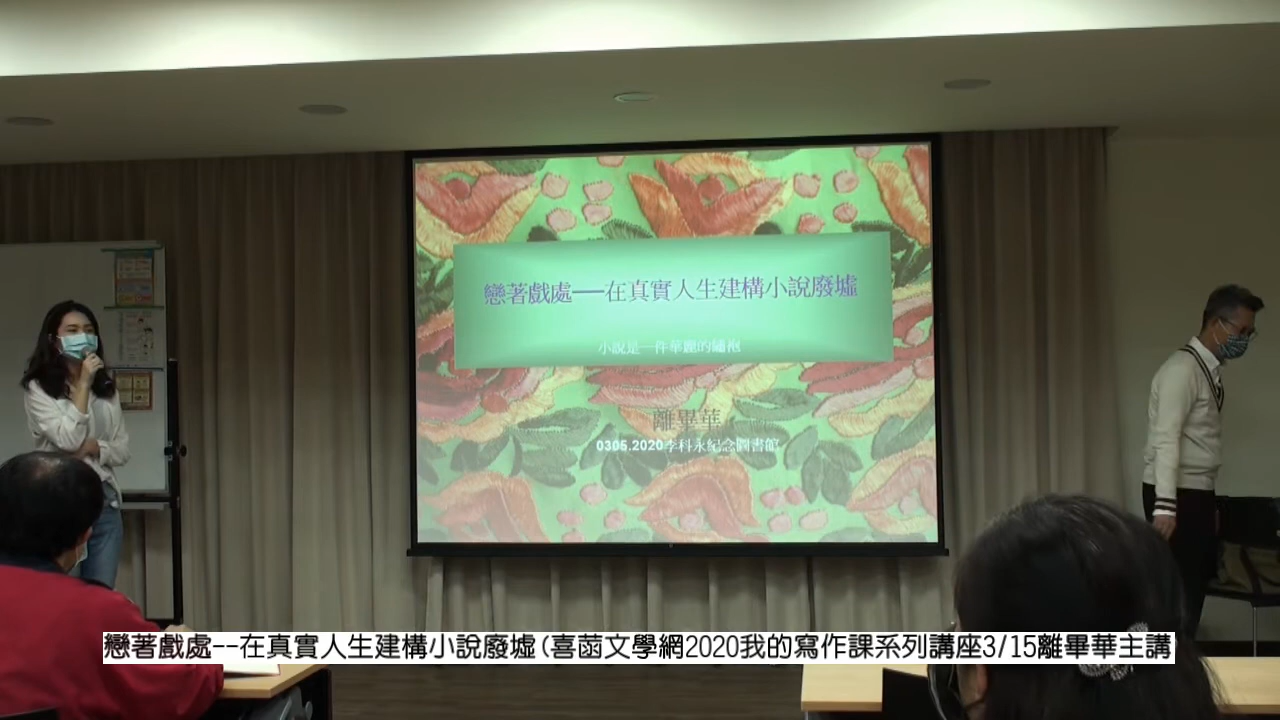 戀著戲處──在真實人生建構小說廢墟
小說是一件華麗的繡袍
離畢華
0305.2020李科永紀念圖書館
戀著戲處--在真實人生建構小說廢墟(喜菡文學網2020我的寫作課系列講座3/15離畢華主講